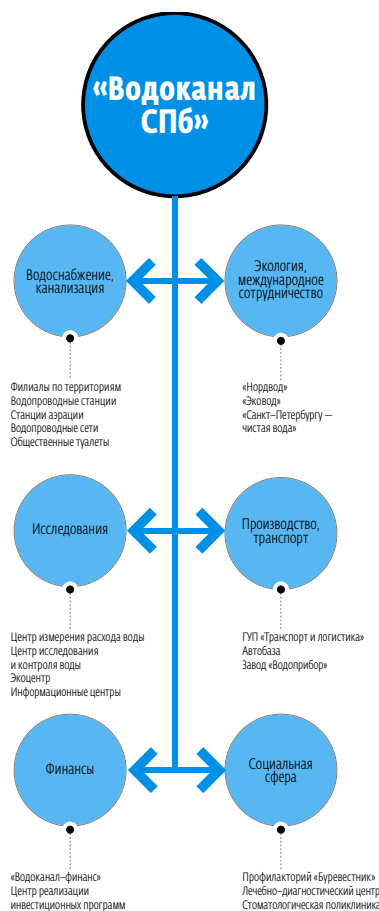 «Водоканал
СПб»
Водоснабжение,
канализация
Экология,
международное
сотрудничество
Филиалы по территориям
Водопроводные станции
Станции аэрации
Водопроводные сети
Общественные туалеты
«Нордвод»
«Эковод»
«Санкт–Петербургу —
чистая вода»
Исследования
Производство,
транспорт
Центр измерения расхода воды
Центр исследования
и контроля воды
Экоцентр
Информационные центры
ГУП «Транспорт и логистика»
Автобаза
Завод «Водоприбор»
Финансы
Социальная
сфера
«Водоканал–финанс»
Центр реализации
инвестиционных программ
Профилакторий «Буревестник»
Лечебно–диагностический центр
Стоматологическая поликлиника